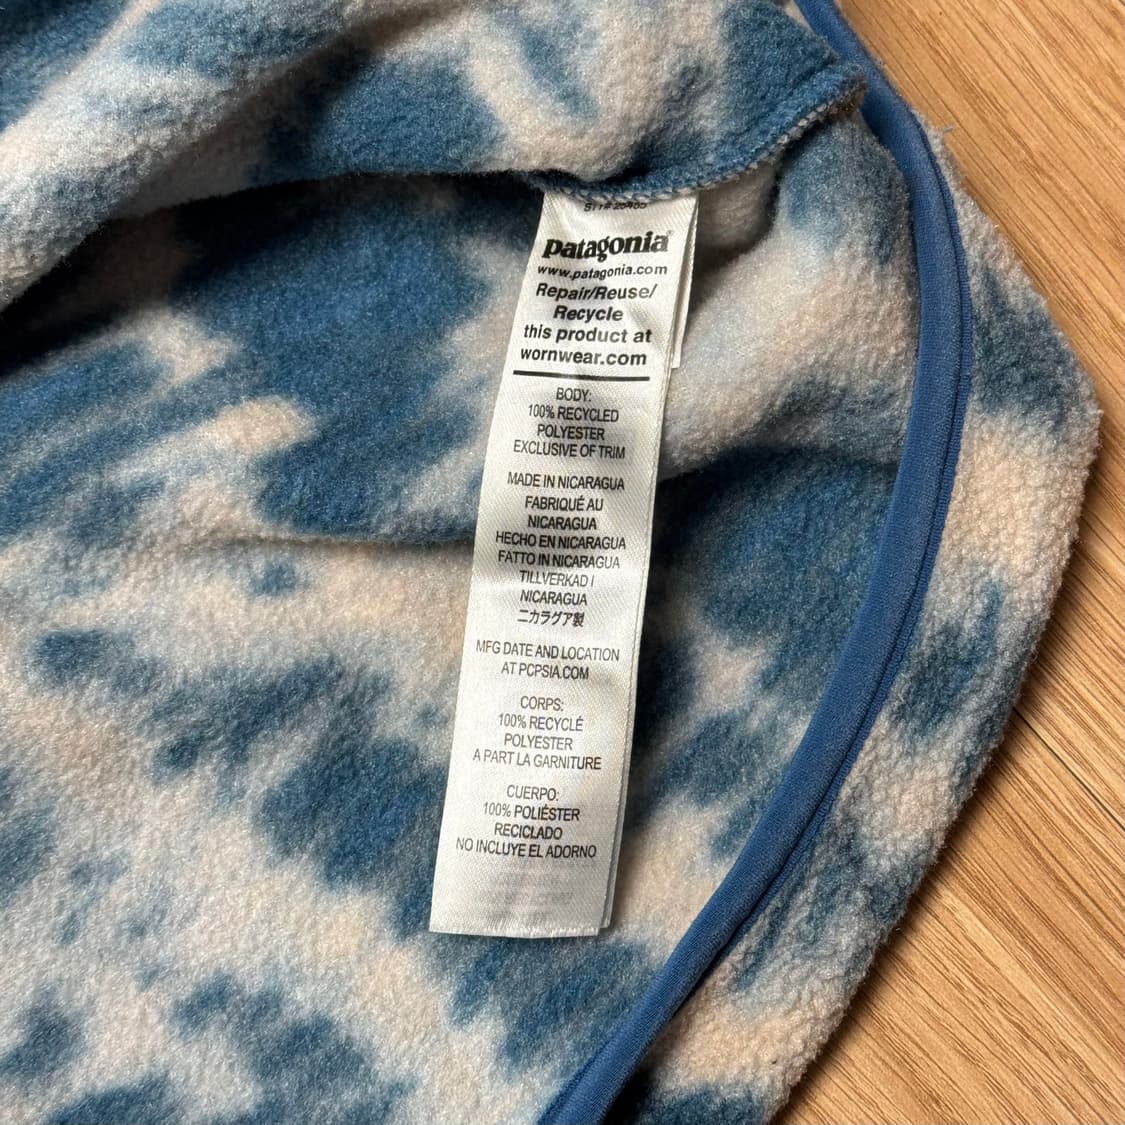 patagonia®
www.patagonia.com
Repair/Reuse/
Recycle
this product at
wornwear.com
BODY:
100% RECYCLED
POLYESTER
EXCLUSIVE OF TRIM
MADE IN NICARAGUA
FABRIQUÉ AU
NICARAGUA
HECHO EN NICARAGUA
FATTO IN NICARAGUA
TILLVERKAD I
NICARAGUA
ニカラグア製
MFG DATE AND LOCATION
AT PCPSIA.COM
CORPS:
100% RECYCLÉ
POLYESTER
A PART LA GARNITURE
CUERPO:
100% POLIÉSTER
RECICLADO
NO INCLUYE EL ADORNO